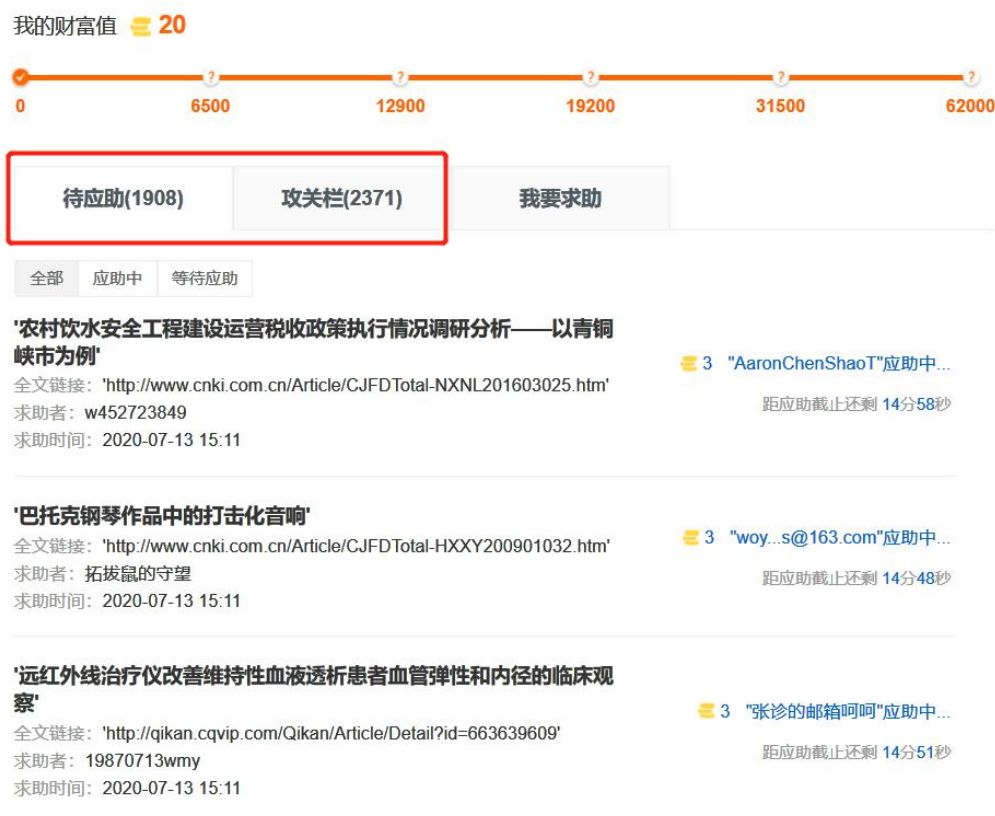 我的财富值 20
? ? ? ? ?
0 6500 12900 19200 31500 62000
待应助(1908) 攻关栏(2371) 我要求助
全部 应助中 等待应助
'农村饮水安全工程建设运营税收政策执行情况调研分析——以青铜
峡市为例'
3 "AaronChenShaoT"应助中...
全文链接：'http://www.cnki.com.cn/Article/CJFDTotal-NXNL201603025.htm'
距应助截止还剩 14分58秒
求助者：w452723849
求助时间：2020-07-13 15:11
'巴托克钢琴作品中的打击化音响'
3 "woy...s@163.com"应助中...
全文链接：'http://www.cnki.com.cn/Article/CJFDTotal-HXXY200901032.htm'
求助者：拓拔鼠的守望
距应助截止还剩 14分48秒
求助时间：2020-07-13 15:11
'远红外线治疗仪改善维持性血液透析患者血管弹性和内径的临床观
察'
3 "张诊的邮箱呵呵"应助中...
全文链接：'http://qikan.cqvip.com/Qikan/Article/Detail?id=663639609'
距应助截止还剩 14分51秒
求助者：19870713wmy
求助时间：2020-07-13 15:11